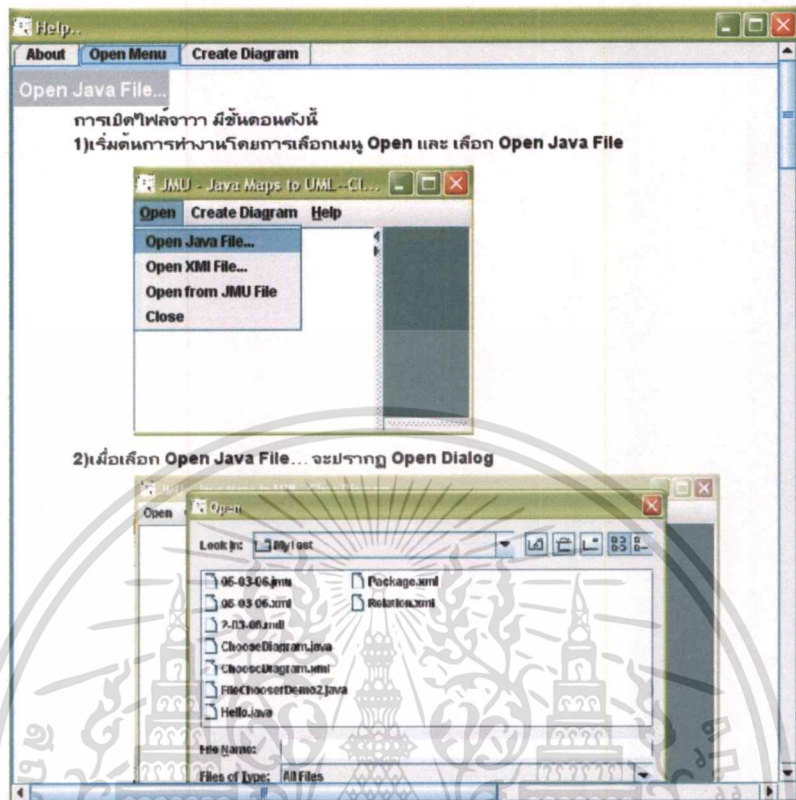 Help..
About Open Menu Create Diagram
Open Java File...
การเปิดไฟล์จาวา มีขั้นตอนดังนี้
1)เริ่มต้นการทำงานโดยการเลือกเมนู Open และ เลือก Open Java File
JMU - Java Maps to UML--Cl...
Open Create Diagram Help
Open Java File...
Open XMI File...
Open from JMU File
Close
2)เมื่อเลือก Open Java File... จะปรากฏ Open Dialog
Open
Open
Look In: MyTest
05-03-06.jmu Package.xml
Relation.xml
ChooseDiagram.java
FileChooserDemo2.java
Hello.java
File Name:
Files of Type: All Files